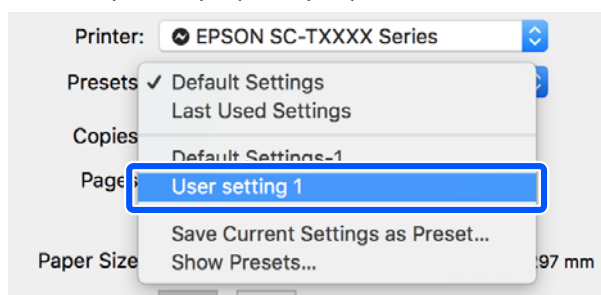 Printer: EPSON SC-TXXXX Series
Presets ✓ Default Settings
Last Used Settings
Copies
Default Settings-1
Pages User setting 1
Save Current Settings as Preset...
Paper Size Show Presets... 97 mm